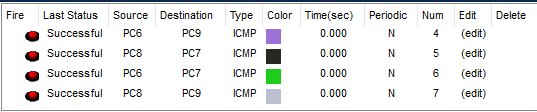 Fire Last Status Source Destination Type Color Time(sec) Periodic Num Edit Delete
Successful PC6 PC9 ICMP 0.000 N 4 (edit)
Successful PC8 PC7 ICMP 0.000 N 5 (edit)
Successful PC6 PC7 ICMP 0.000 N 6 (edit)
Successful PC8 PC9 ICMP 0.000 N 7 (edit)